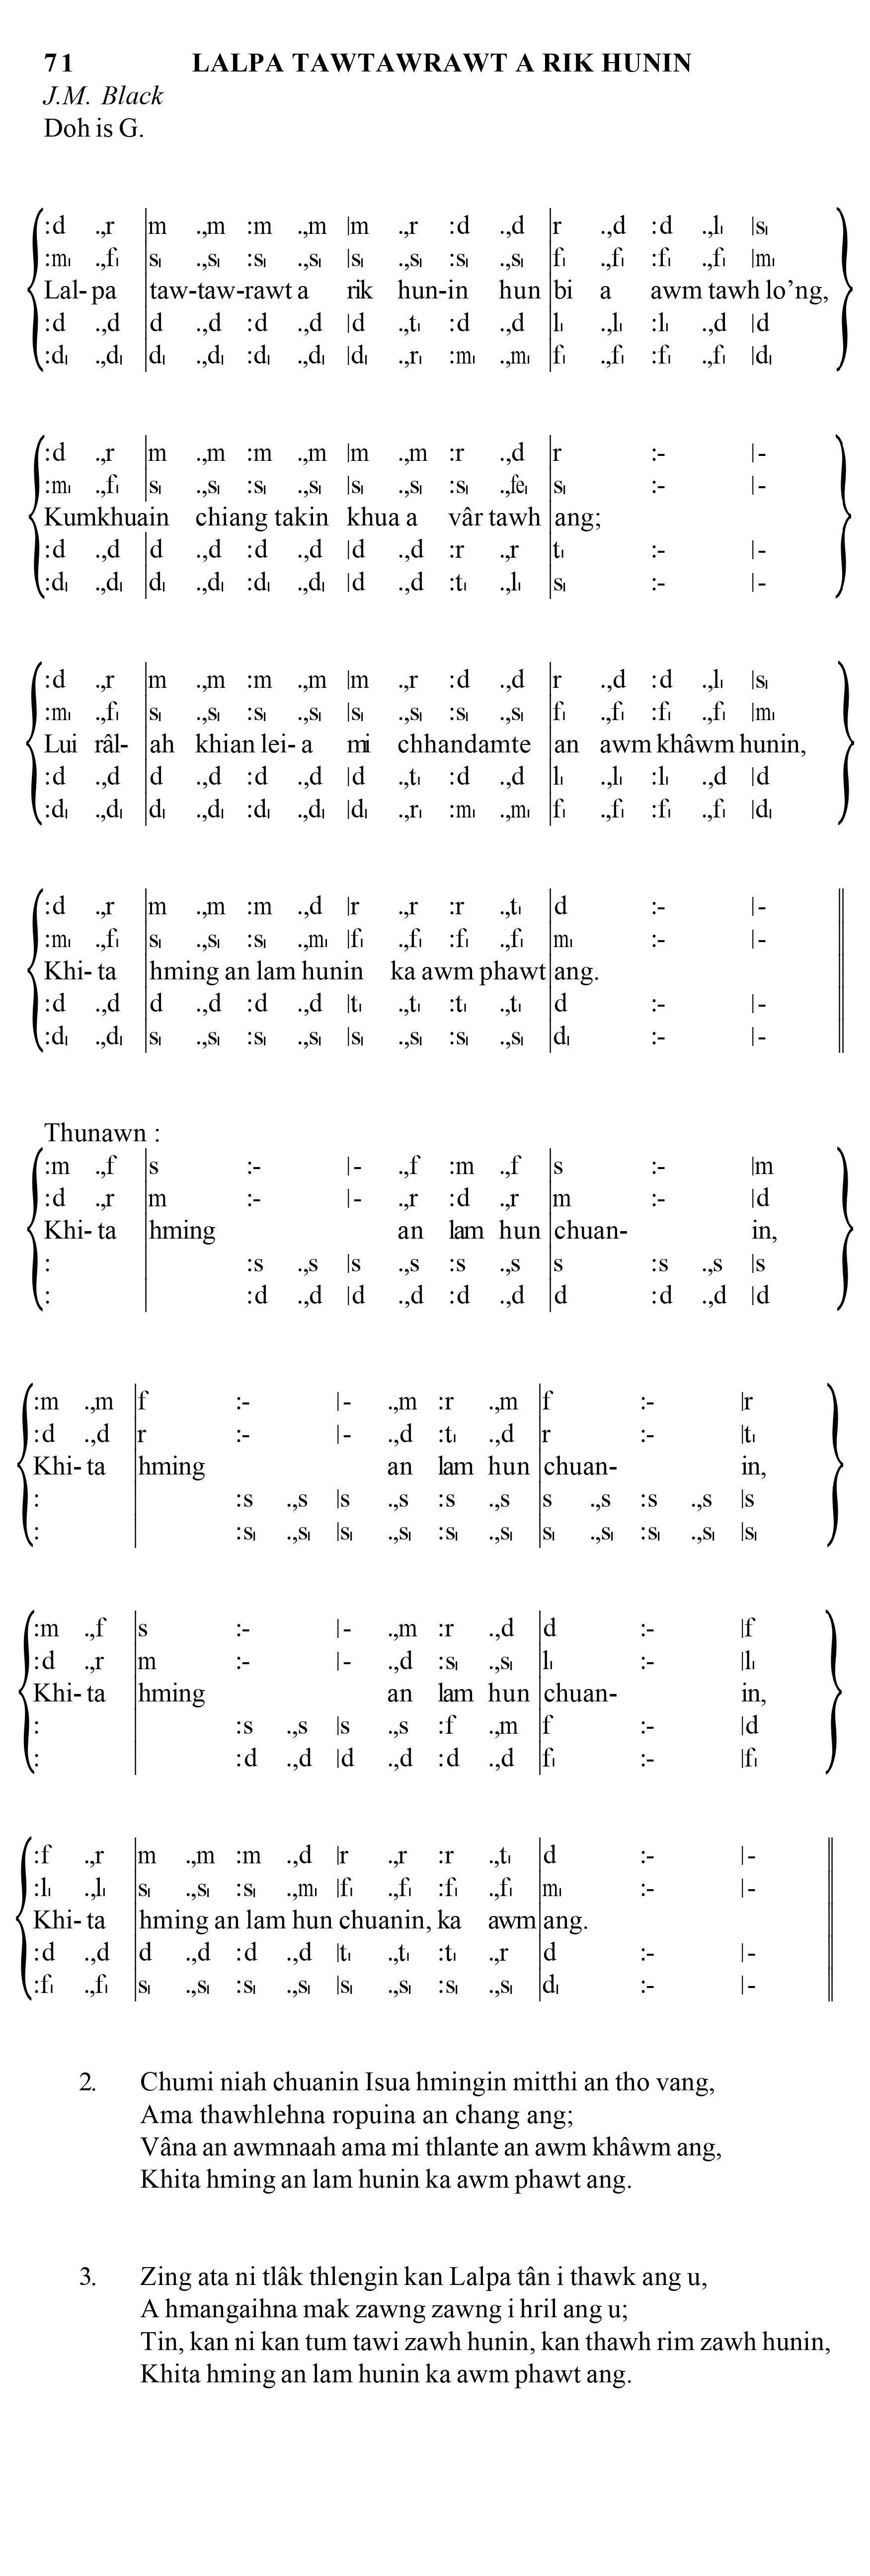 71 LALPA TAWTAWRAWT A RIK HUNIN
J.M. Black
Doh is G.
:d .,r |m .,m :m .,m |m .,r :d .,d |r .,d :d .,l₁ |s₁
:m₁ .,f₁ |s₁ .,s₁ :s₁ .,s₁ |s₁ .,s₁ :s₁ .,s₁ |f₁ .,f₁ :f₁ .,f₁ |m₁
Lal- pa taw-taw-rawt a rik hun-in hun bi a awm tawh lo’ng,
:d .,d |d .,d :d .,d |d .,t₁ :d .,d |l₁ .,l₁ :l₁ .,d |d
:d₁ .,d₁ |d₁ .,d₁ :d₁ .,d₁ |d₁ .,r₁ :m₁ .,m₁ |f₁ .,f₁ :f₁ .,f₁ |d₁
:d .,r |m .,m :m .,m |m .,m :r .,d |r :- |-
:m₁ .,f₁ |s₁ .,s₁ :s₁ .,s₁ |s₁ .,s₁ :s₁ .,fe₁ |s₁ :- |-
Kumkhuain chiang takin khua a vâr tawh ang;
:d .,d |d .,d :d .,d |d .,d :r .,r |t₁ :- |-
:d₁ .,d₁ |d₁ .,d₁ :d₁ .,d₁ |d .,d :t₁ .,l₁ |s₁ :- |-
:d .,r |m .,m :m .,m |m .,r :d .,d |r .,d :d .,l₁ |s₁
:m₁ .,f₁ |s₁ .,s₁ :s₁ .,s₁ |s₁ .,s₁ :s₁ .,s₁ |f₁ .,f₁ :f₁ .,f₁ |m₁
Lui râl- ah khian lei- a mi chhandamte an awm khâwm hunin,
:d .,d |d .,d :d .,d |d .,t₁ :d .,d |l₁ .,l₁ :l₁ .,d |d
:d₁ .,d₁ |d₁ .,d₁ :d₁ .,d₁ |d₁ .,r₁ :m₁ .,m₁ |f₁ .,f₁ :f₁ .,f₁ |d₁
:d .,r |m .,m :m .,d |r .,r :r .,t₁ |d :- |-
:m₁ .,f₁ |s₁ .,s₁ :s₁ .,m₁ |f₁ .,f₁ :f₁ .,f₁ |m₁ :- |-
Khi- ta hming an lam hunin ka awm phawt ang.
:d .,d |d .,d :d .,d |t₁ .,t₁ :t₁ .,t₁ |d :- |-
:d₁ .,d₁ |s₁ .,s₁ :s₁ .,s₁ |s₁ .,s₁ :s₁ .,s₁ |d₁ :- |-
Thunawn :
:m .,f |s :- |- .,f :m .,f |s :- |m
:d .,r |m :- |- .,r :d .,r |m :- |d
Khi- ta hming an lam hun chuan- in,
: | :s .,s |s .,s :s .,s |s :s .,s |s
: | :d .,d |d .,d :d .,d |d :d .,d |d
:m .,m |f :- |- .,m :r .,m |f :- |r
:d .,d |r :- |- .,d :t₁ .,d |r :- |t₁
Khi- ta hming an lam hun chuan- in,
: | :s .,s |s .,s :s .,s |s .,s :s .,s |s
: | :s₁ .,s₁ |s₁ .,s₁ :s₁ .,s₁ |s₁ .,s₁ :s₁ .,s₁ |s₁
:m .,f |s :- |- .,m :r .,d |d :- |f
:d .,r |m :- |- .,d :s₁ .,s₁ |l₁ :- |l₁
Khi- ta hming an lam hun chuan- in,
: | :s .,s |s .,s :f .,m |f :- |d
: | :d .,d |d .,d :d .,d |f₁ :- |f₁
:f .,r |m .,m :m .,d |r .,r :r .,t₁ |d :- |-
:l₁ .,l₁ |s₁ .,s₁ :s₁ .,m₁ |f₁ .,f₁ :f₁ .,f₁ |m₁ :- |-
Khi- ta hming an lam hun chuanin, ka awm ang.
:d .,d |d .,d :d .,d |t₁ .,t₁ :t₁ .,r |d :- |-
:f₁ .,f₁ |s₁ .,s₁ :s₁ .,s₁ |s₁ .,s₁ :s₁ .,s₁ |d₁ :- |-
2. Chumi niah chuanin Isua hmingin mitthi an tho vang,
Ama thawhlehna ropuina an chang ang;
Vâna an awmnaah ama mi thlante an awm khâwm ang,
Khita hming an lam hunin ka awm phawt ang.
3. Zing ata ni tlâk thlengin kan Lalpa tân i thawk ang u,
A hmangaihna mak zawng zawng i hril ang u;
Tin, kan ni kan tum tawi zawh hunin, kan thawh rim zawh hunin,
Khita hming an lam hunin ka awm phawt ang.